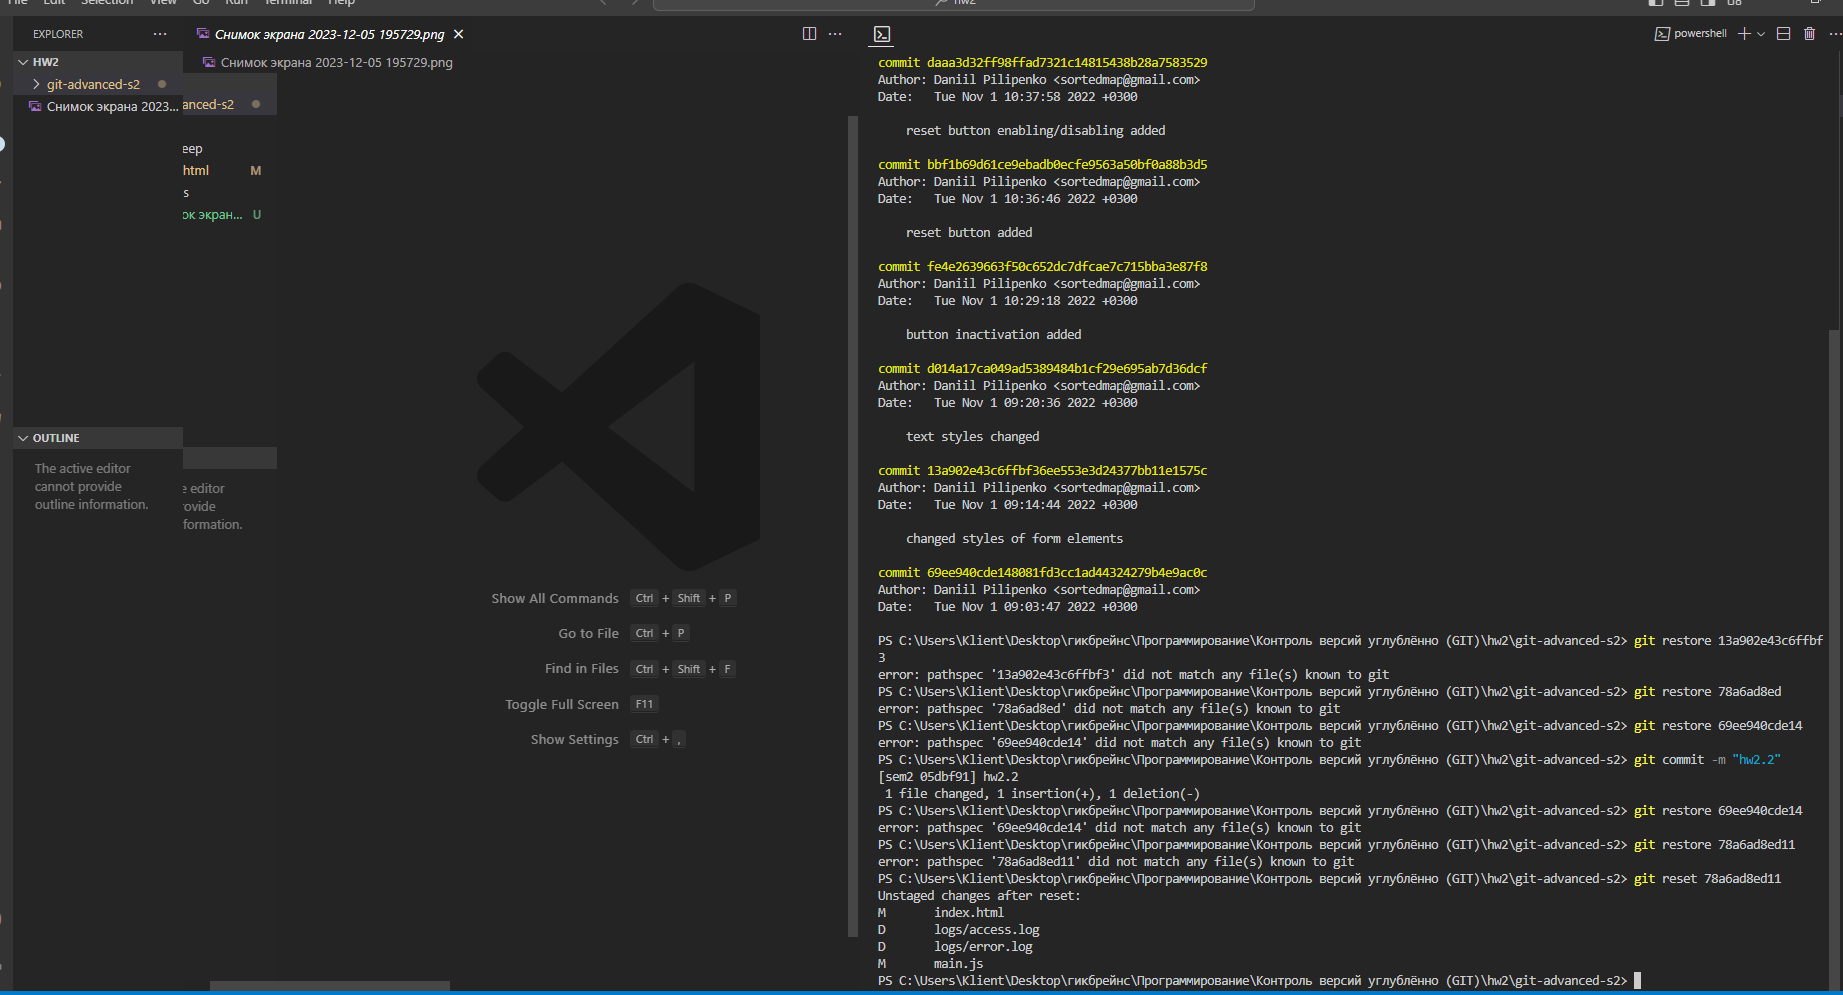 File Edit Selection View Go Run Terminal Help
hw2
EXPLORER
HW2
git-advanced-s2
Снимок экрана 2023...
anced-s2
eep
html M
s
ок экран... U
OUTLINE
The active editor
cannot provide
outline information.
e editor
rovide
formation.
Снимок экрана 2023-12-05 195729.png
Снимок экрана 2023-12-05 195729.png
Show All Commands Ctrl + Shift + P
Go to File Ctrl + P
Find in Files Ctrl + Shift + F
Toggle Full Screen F11
Show Settings Ctrl + ,
powershell
commit daaa3d32ff98ffad7321c14815438b28a7583529
Author: Daniil Pilipenko <sortedmap@gmail.com>
Date:   Tue Nov 1 10:37:58 2022 +0300
reset button enabling/disabling added
commit bbf1b69d61ce9ebadb0ecfe9563a50bf0a88b3d5
Author: Daniil Pilipenko <sortedmap@gmail.com>
Date:   Tue Nov 1 10:36:46 2022 +0300
reset button added
commit fe4e2639663f50c652dc7dfcae7c715bba3e87f8
Author: Daniil Pilipenko <sortedmap@gmail.com>
Date:   Tue Nov 1 10:29:18 2022 +0300
button inactivation added
commit d014a17ca049ad5389484b1cf29e695ab7d36dcf
Author: Daniil Pilipenko <sortedmap@gmail.com>
Date:   Tue Nov 1 09:20:36 2022 +0300
text styles changed
commit 13a902e43c6ffbf36ee553e3d24377bb11e1575c
Author: Daniil Pilipenko <sortedmap@gmail.com>
Date:   Tue Nov 1 09:14:44 2022 +0300
changed styles of form elements
commit 69ee940cde148081fd3cc1ad44324279b4e9ac0c
Author: Daniil Pilipenko <sortedmap@gmail.com>
Date:   Tue Nov 1 09:03:47 2022 +0300
PS C:\Users\Klient\Desktop\гикбрейнс\Программирование\Контроль версий углублённо (GIT)\hw2\git-advanced-s2> git restore 13a902e43c6ffbf
3
error: pathspec '13a902e43c6ffbf3' did not match any file(s) known to git
PS C:\Users\Klient\Desktop\гикбрейнс\Программирование\Контроль версий углублённо (GIT)\hw2\git-advanced-s2> git restore 78a6ad8ed
error: pathspec '78a6ad8ed' did not match any file(s) known to git
PS C:\Users\Klient\Desktop\гикбрейнс\Программирование\Контроль версий углублённо (GIT)\hw2\git-advanced-s2> git restore 69ee940cde14
error: pathspec '69ee940cde14' did not match any file(s) known to git
PS C:\Users\Klient\Desktop\гикбрейнс\Программирование\Контроль версий углублённо (GIT)\hw2\git-advanced-s2> git commit -m "hw2.2"
[sem2 05dbf91] hw2.2
1 file changed, 1 insertion(+), 1 deletion(-)
PS C:\Users\Klient\Desktop\гикбрейнс\Программирование\Контроль версий углублённо (GIT)\hw2\git-advanced-s2> git restore 69ee940cde14
error: pathspec '69ee940cde14' did not match any file(s) known to git
PS C:\Users\Klient\Desktop\гикбрейнс\Программирование\Контроль версий углублённо (GIT)\hw2\git-advanced-s2> git restore 78a6ad8ed11
error: pathspec '78a6ad8ed11' did not match any file(s) known to git
PS C:\Users\Klient\Desktop\гикбрейнс\Программирование\Контроль версий углублённо (GIT)\hw2\git-advanced-s2> git reset 78a6ad8ed11
Unstaged changes after reset:
M       index.html
D       logs/access.log
D       logs/error.log
M       main.js
PS C:\Users\Klient\Desktop\гикбрейнс\Программирование\Контроль версий углублённо (GIT)\hw2\git-advanced-s2>